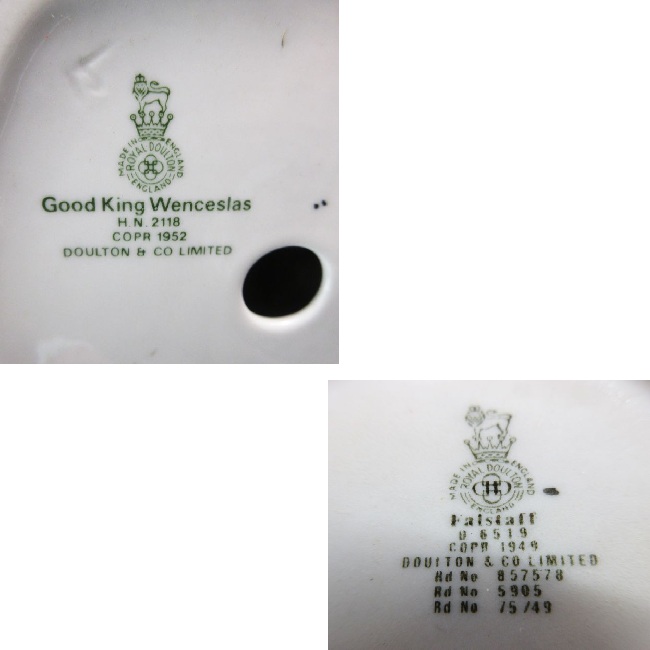 MADE IN ENGLAND
ROYAL DOULTON
ENGLAND
Good King Wenceslas
H.N. 2118
COPR 1952
DOULTON & CO LIMITED
MADE IN ENGLAND
ROYAL DOULTON
ENGLAND
Falstaff
D 6519
COPR 1949
DOULTON & CO LIMITED
Rd No 857578
Rd No 5905
Rd No 75/49